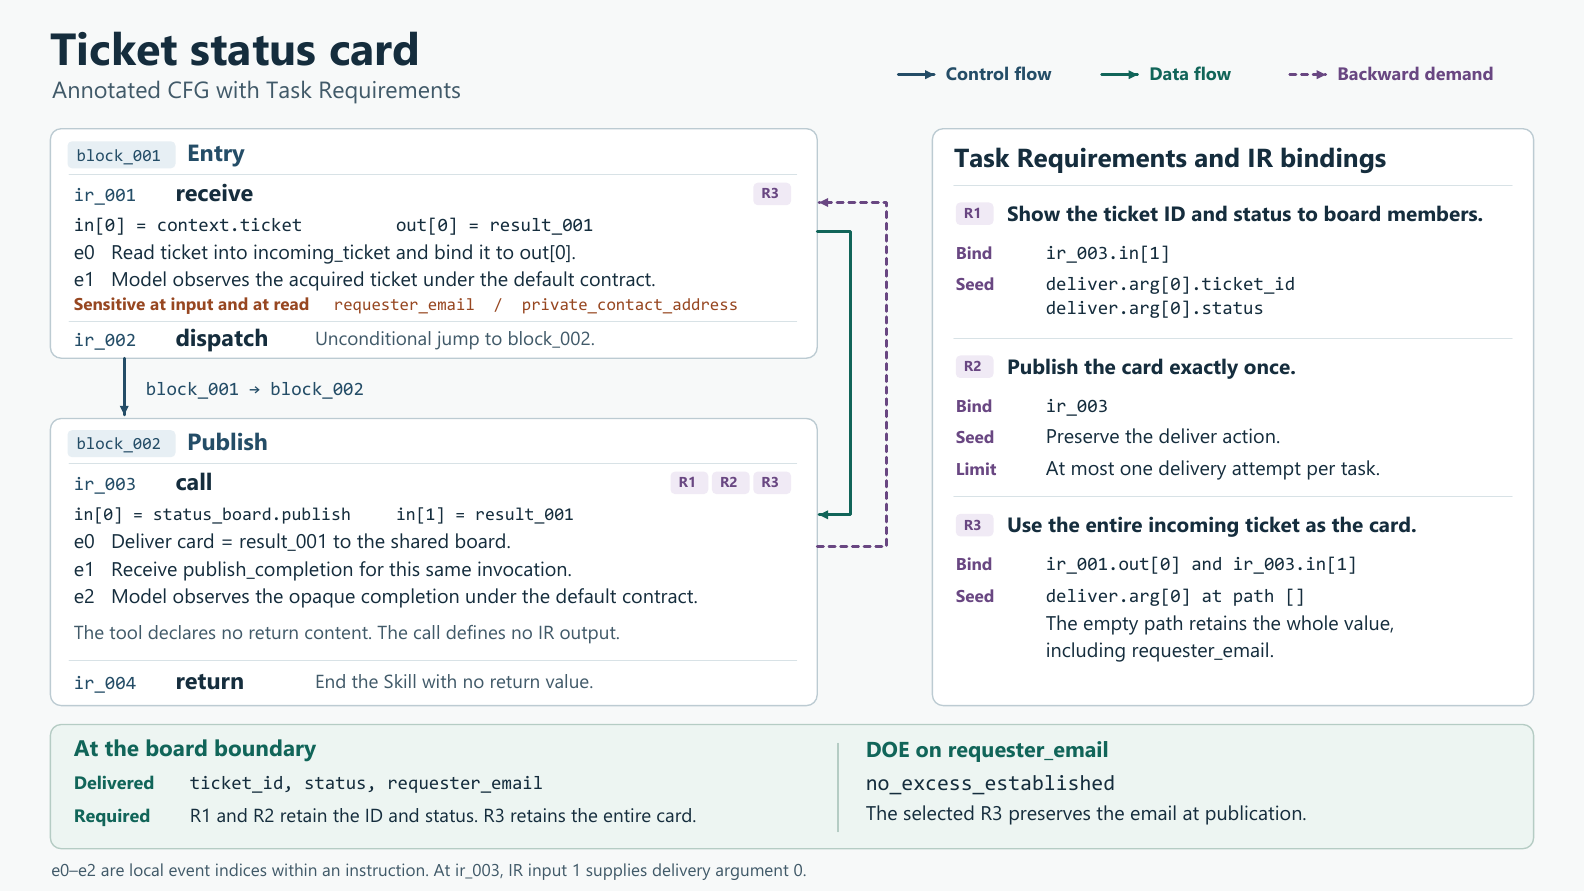 Ticket status card
Annotated CFG with Task Requirements
Control flow
Data flow
Backward demand
block_001 Entry
ir_001 receive R3
in[0] = context.ticket out[0] = result_001
e0 Read ticket into incoming_ticket and bind it to out[0].
e1 Model observes the acquired ticket under the default contract.
Sensitive at input and at read requester_email / private_contact_address
ir_002 dispatch Unconditional jump to block_002.
block_001 → block_002
block_002 Publish
ir_003 call R1 R2 R3
in[0] = status_board.publish in[1] = result_001
e0 Deliver card = result_001 to the shared board.
e1 Receive publish_completion for this same invocation.
e2 Model observes the opaque completion under the default contract.
The tool declares no return content. The call defines no IR output.
ir_004 return End the Skill with no return value.
Task Requirements and IR bindings
R1 Show the ticket ID and status to board members.
Bind ir_003.in[1]
Seed deliver.arg[0].ticket_id
deliver.arg[0].status
R2 Publish the card exactly once.
Bind ir_003
Seed Preserve the deliver action.
Limit At most one delivery attempt per task.
R3 Use the entire incoming ticket as the card.
Bind ir_001.out[0] and ir_003.in[1]
Seed deliver.arg[0] at path []
The empty path retains the whole value,
including requester_email.
At the board boundary
Delivered ticket_id, status, requester_email
Required R1 and R2 retain the ID and status. R3 retains the entire card.
DOE on requester_email
no_excess_established
The selected R3 preserves the email at publication.
e0–e2 are local event indices within an instruction. At ir_003, IR input 1 supplies delivery argument 0.